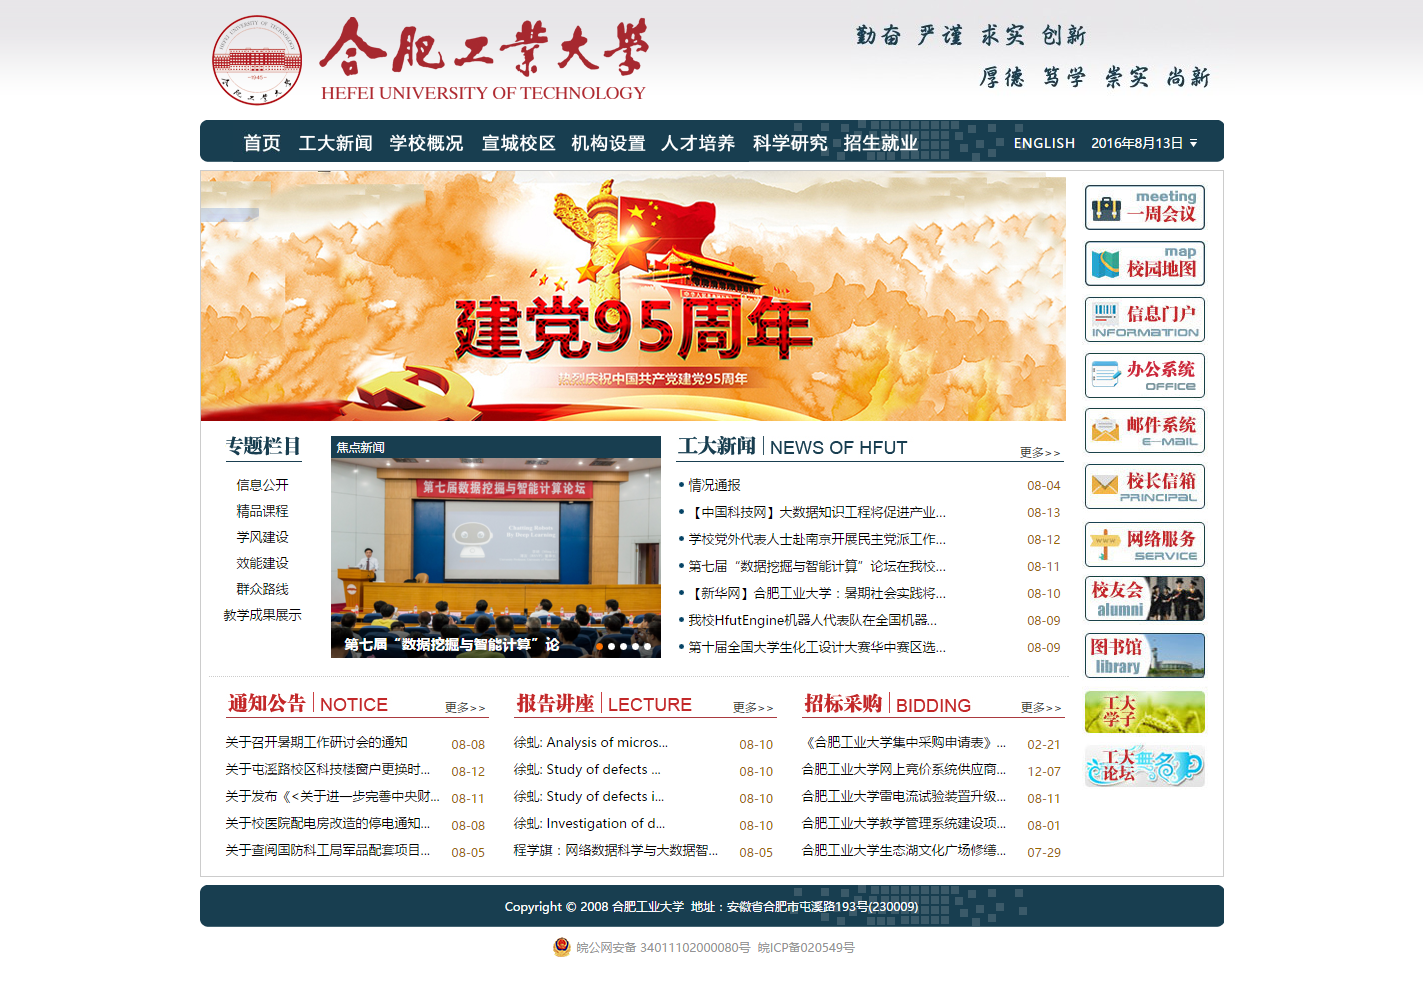 HEFEI UNIVERSITY OF TECHNOLOGY
1945
合肥工业大学
合肥工業大學
HEFEI UNIVERSITY OF TECHNOLOGY
勤奋 严谨 求实 创新
厚德 笃学 崇实 尚新
首页 工大新闻 学校概况 宣城校区 机构设置 人才培养 科学研究 招生就业 ENGLISH 2016年8月13日
建党95周年
热烈庆祝中国共产党建党95周年
meeting
一周会议
map
校园地图
信息门户
INFORMATION
办公系统
OFFICE
邮件系统
E-MAIL
校长信箱
PRINCIPAL
www
网络服务
SERVICE
校友会
alumni
图书馆
library
工大
学子
工大
论坛
無名
专题栏目
信息公开
精品课程
学风建设
效能建设
群众路线
教学成果展示
焦点新闻
第七届数据挖掘与智能计算论坛
Chatting Robots
By Deep Learning
第七届“数据挖掘与智能计算”论
工大新闻 NEWS OF HFUT 更多>>
情况通报 08-04
【中国科技网】大数据知识工程将促进产业... 08-13
学校党外代表人士赴南京开展民主党派工作... 08-12
第七届“数据挖掘与智能计算”论坛在我校... 08-11
【新华网】合肥工业大学：暑期社会实践将... 08-10
我校HfutEngine机器人代表队在全国机器... 08-09
第十届全国大学生化工设计大赛华中赛区选... 08-09
通知公告 NOTICE 更多>>
关于召开暑期工作研讨会的通知 08-08
关于屯溪路校区科技楼窗户更换时... 08-12
关于发布《<关于进一步完善中央财... 08-11
关于校医院配电房改造的停电通知... 08-08
关于查阅国防科工局军品配套项目... 08-05
报告讲座 LECTURE 更多>>
徐虬: Analysis of micros... 08-10
徐虬: Study of defects ... 08-10
徐虬: Study of defects i... 08-10
徐虬: Investigation of d... 08-10
程学旗：网络数据科学与大数据智... 08-05
招标采购 BIDDING 更多>>
《合肥工业大学集中采购申请表》... 02-21
合肥工业大学网上竞价系统供应商... 12-07
合肥工业大学雷电流试验装置升级... 08-11
合肥工业大学教学管理系统建设项... 08-01
合肥工业大学生态湖文化广场修缮... 07-29
Copyright © 2008 合肥工业大学 地址：安徽省合肥市屯溪路193号(230009)
皖公网安备 34011102000080号 皖ICP备020549号